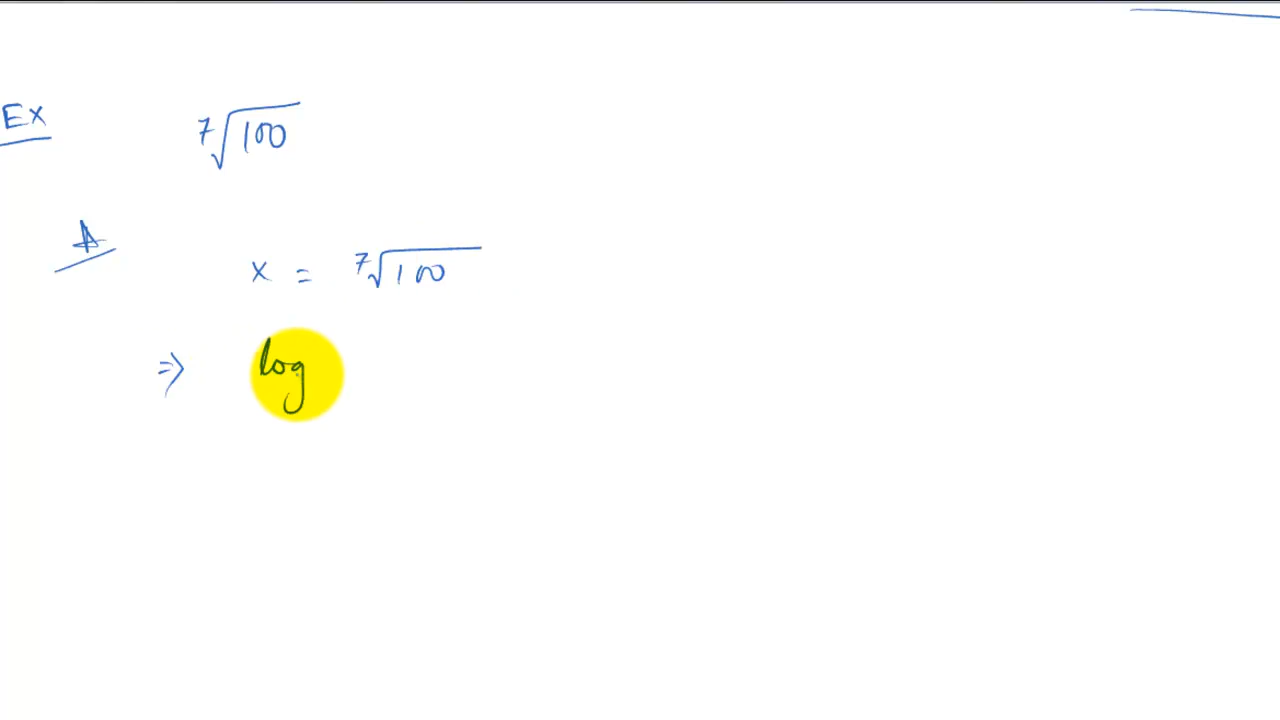 Ex ⁷√100
A
x = ⁷√100
⇒ log